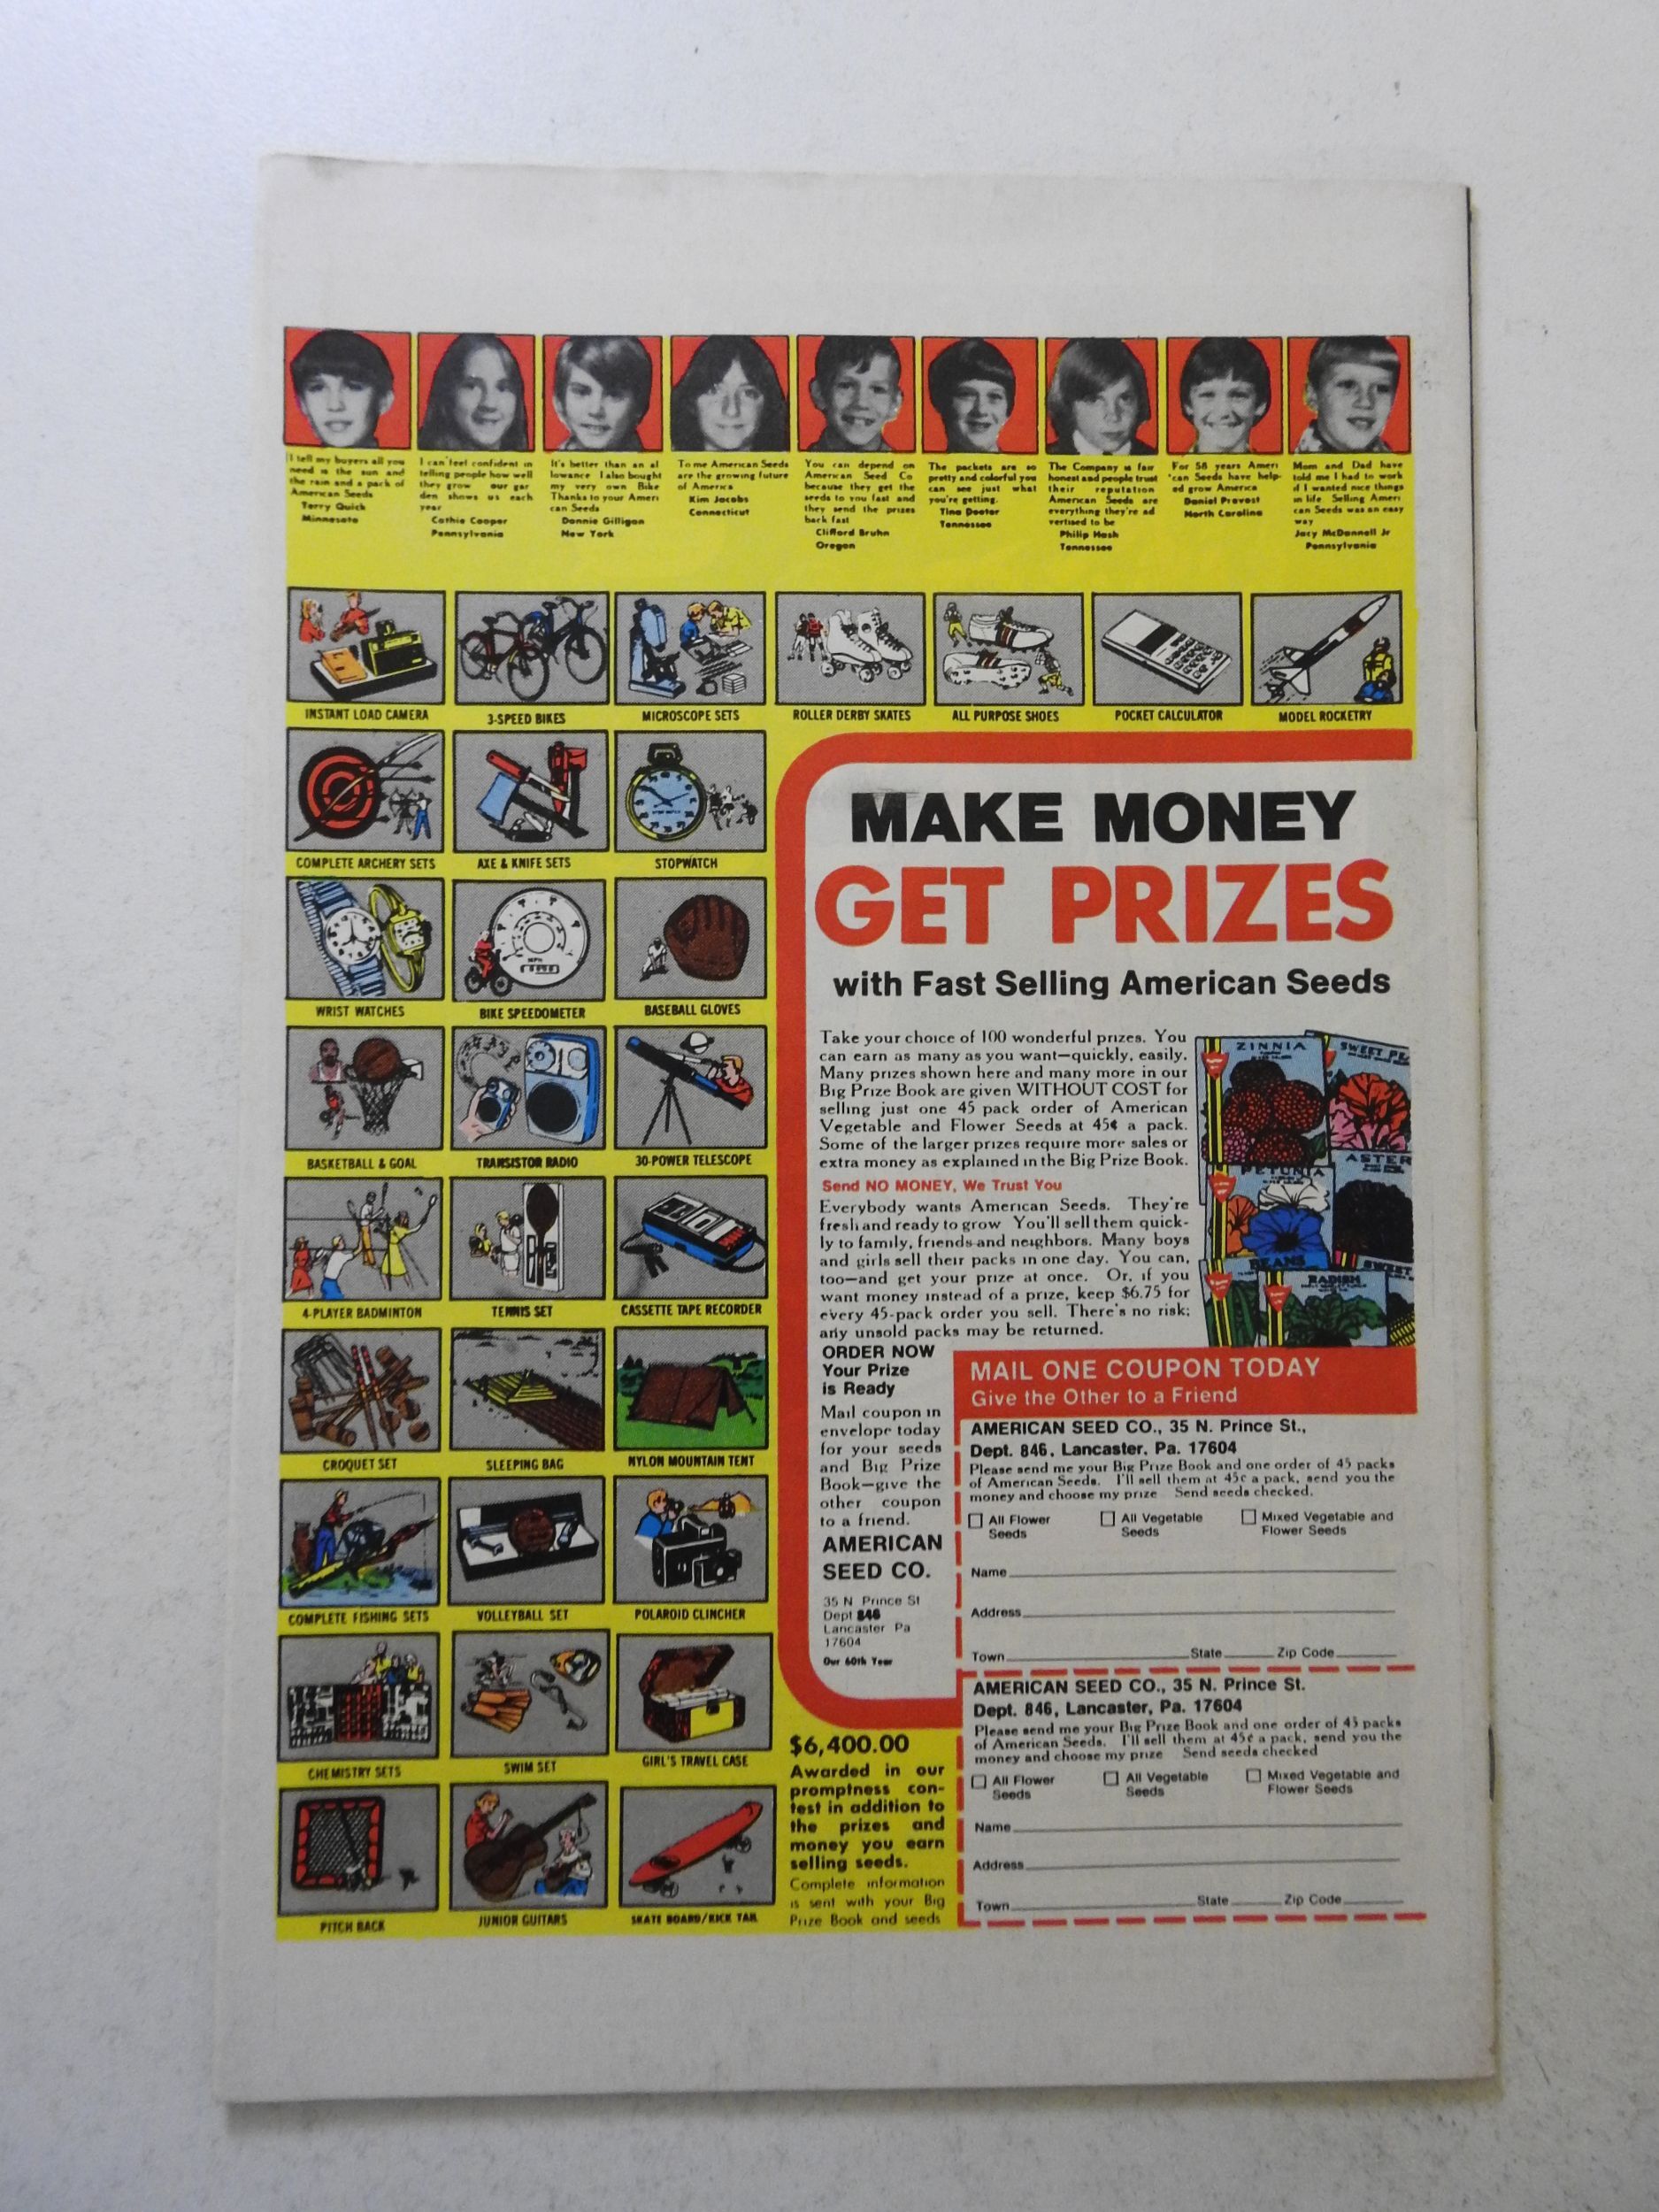 I tell my buyers all you
need is the sun and
the rain and a pack of
American Seeds
Terry Quick
Minnesota
I can feel confident in
telling people how well
they grow our gar
den shows us each
year
Cathie Cooper
Pennsylvania
It's better than an al
lowance I also bought
my very own Bike
Thanks to your Ameri
can Seeds
Donnie Gilligan
New York
To me American Seeds
are the growing future
of America
Kim Jacobs
Connecticut
You can depend on
American Seed Co
because they get the
seeds to you fast and
they send the prizes
back fast
Clifford Bruhn
Oregon
The packets are so
pretty and colorful you
can see just what
you're getting.
Tina Deotor
Tennessee
The Company is fair
honest and people trust
their reputation
American Seeds are
everything they're ad
vertised to be
Philip Hash
Tennessee
For 58 years Ameri
can Seeds have help-
ed grow America
Daniel Provost
North Carolina
Mom and Dad have
told me I had to work
if I wanted nice things
in life Selling Ameri
can Seeds was an easy
way
Jacy McDonnell Jr
Pennsylvania
INSTANT LOAD CAMERA
3-SPEED BIKES
MICROSCOPE SETS
ROLLER DERBY SKATES
ALL PURPOSE SHOES
POCKET CALCULATOR
MODEL ROCKETRY
COMPLETE ARCHERY SETS
AXE & KNIFE SETS
STOPWATCH
WRIST WATCHES
MPH
BIKE SPEEDOMETER
BASEBALL GLOVES
BASKETBALL & GOAL
TRANSISTOR RADIO
30-POWER TELESCOPE
4-PLAYER BADMINTON
TENNIS SET
CASSETTE TAPE RECORDER
CROQUET SET
SLEEPING BAG
NYLON MOUNTAIN TENT
COMPLETE FISHING SETS
VOLLEYBALL SET
POLAROID CLINCHER
CHEMISTRY SETS
SWIM SET
GIRL'S TRAVEL CASE
PITCH BACK
JUNIOR GUITARS
SKATE BOARD/KICK TAIL
MAKE MONEY
GET PRIZES
with Fast Selling American Seeds
Take your choice of 100 wonderful prizes. You
can earn as many as you want—quickly, easily.
Many prizes shown here and many more in our
Big Prize Book are given WITHOUT COST for
selling just one 45 pack order of American
Vegetable and Flower Seeds at 45¢ a pack.
Some of the larger prizes require more sales or
extra money as explained in the Big Prize Book.
Send NO MONEY, We Trust You
Everybody wants American Seeds. They're
fresh and ready to grow You'll sell them quick-
ly to family, friends and neighbors. Many boys
and girls sell their packs in one day. You can,
too—and get your prize at once. Or, if you
want money instead of a prize, keep $6.75 for
every 45-pack order you sell. There's no risk;
any unsold packs may be returned.
ZINNIA
SWEET PE
PETUNIA
ASTER
BEANS
RADISH
SWEET
ORDER NOW
Your Prize
is Ready
Mail coupon in
envelope today
for your seeds
and Big Prize
Book—give the
other coupon
to a friend.
AMERICAN
SEED CO.
35 N Prince St
Dept 846
Lancaster Pa
17604
Our 60th Year
$6,400.00
Awarded in our
promptness con-
test in addition to
the prizes and
money you earn
selling seeds.
Complete information
is sent with your Big
Prize Book and seeds
MAIL ONE COUPON TODAY
Give the Other to a Friend
AMERICAN SEED CO., 35 N. Prince St.,
Dept. 846, Lancaster, Pa. 17604
Please send me your Big Prize Book and one order of 45 packs
of American Seeds. I'll sell them at 45¢ a pack, send you the
money and choose my prize Send seeds checked.
All Flower Seeds
All Vegetable Seeds
Mixed Vegetable and Flower Seeds
Name
Address
Town State Zip Code
AMERICAN SEED CO., 35 N. Prince St.
Dept. 846, Lancaster, Pa. 17604
Please send me your Big Prize Book and one order of 45 packs
of American Seeds. I'll sell them at 45¢ a pack, send you the
money and choose my prize Send seeds checked
All Flower Seeds
All Vegetable Seeds
Mixed Vegetable and Flower Seeds
Name
Address
Town State Zip Code